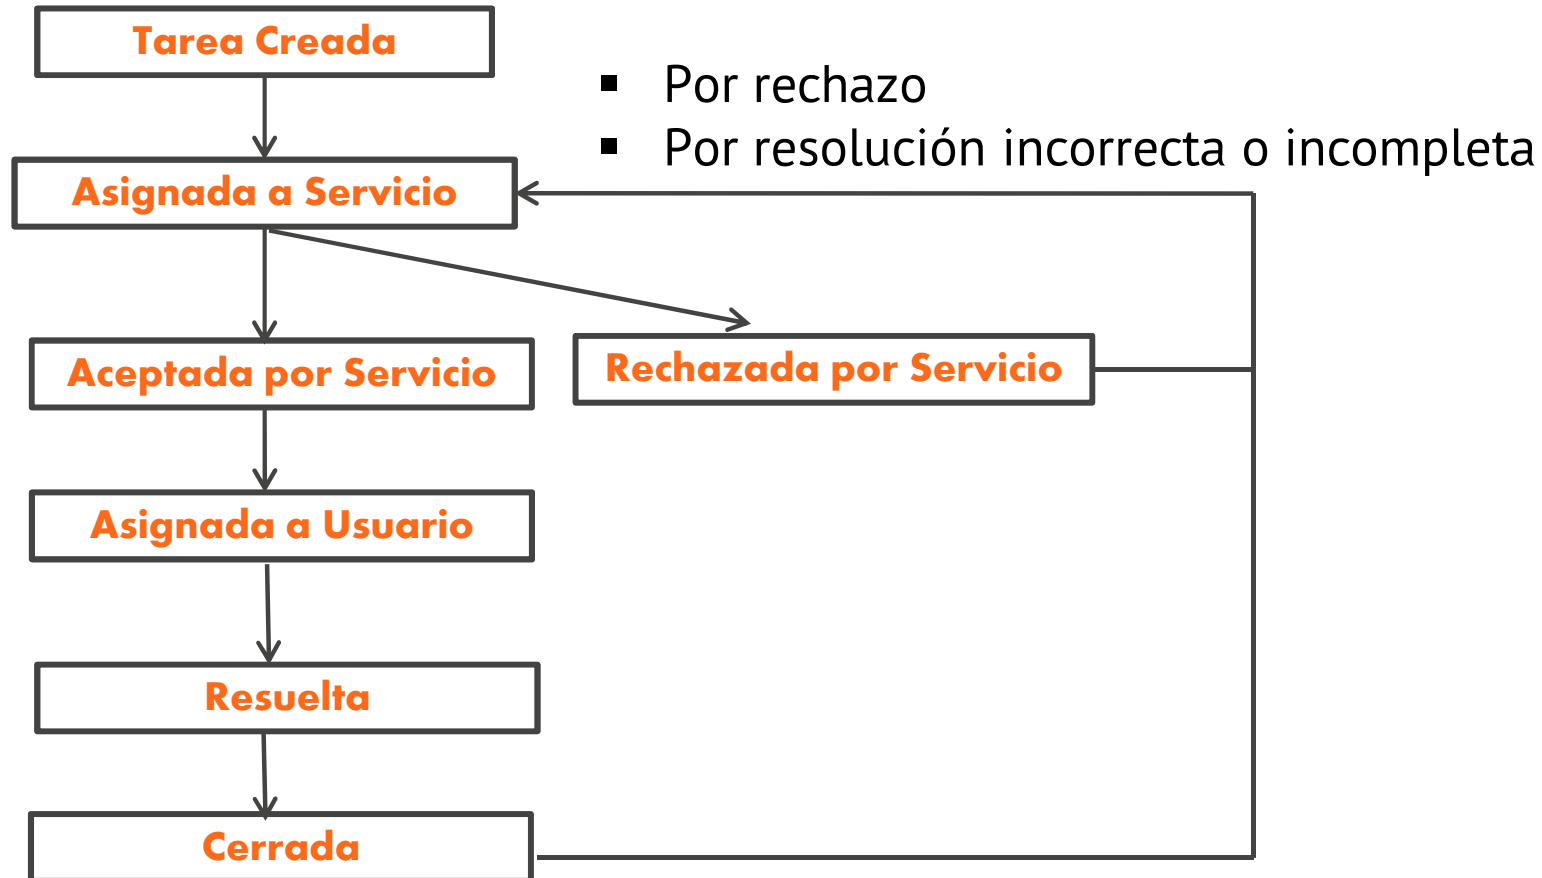 Tarea Creada
▪ Por rechazo
▪ Por resolución incorrecta o incompleta
Asignada a Servicio
Aceptada por Servicio
Rechazada por Servicio
Asignada a Usuario
Resuelta
Cerrada